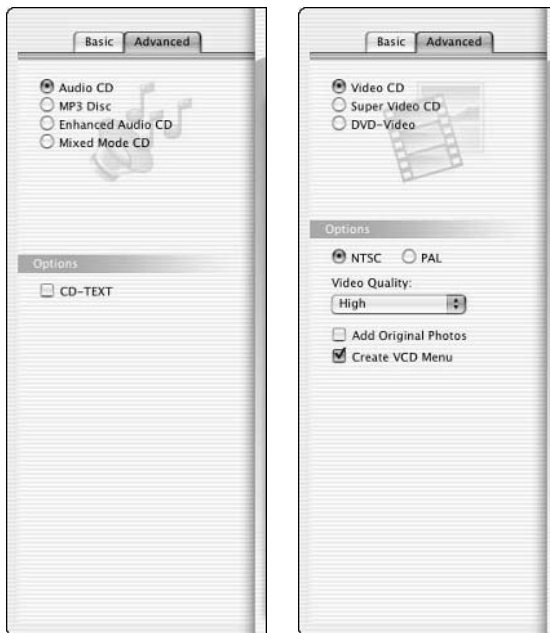 Basic Advanced
Audio CD
MP3 Disc
Enhanced Audio CD
Mixed Mode CD
Options
CD-TEXT
Basic Advanced
Video CD
Super Video CD
DVD-Video
Options
NTSC PAL
Video Quality:
High
Add Original Photos
Create VCD Menu